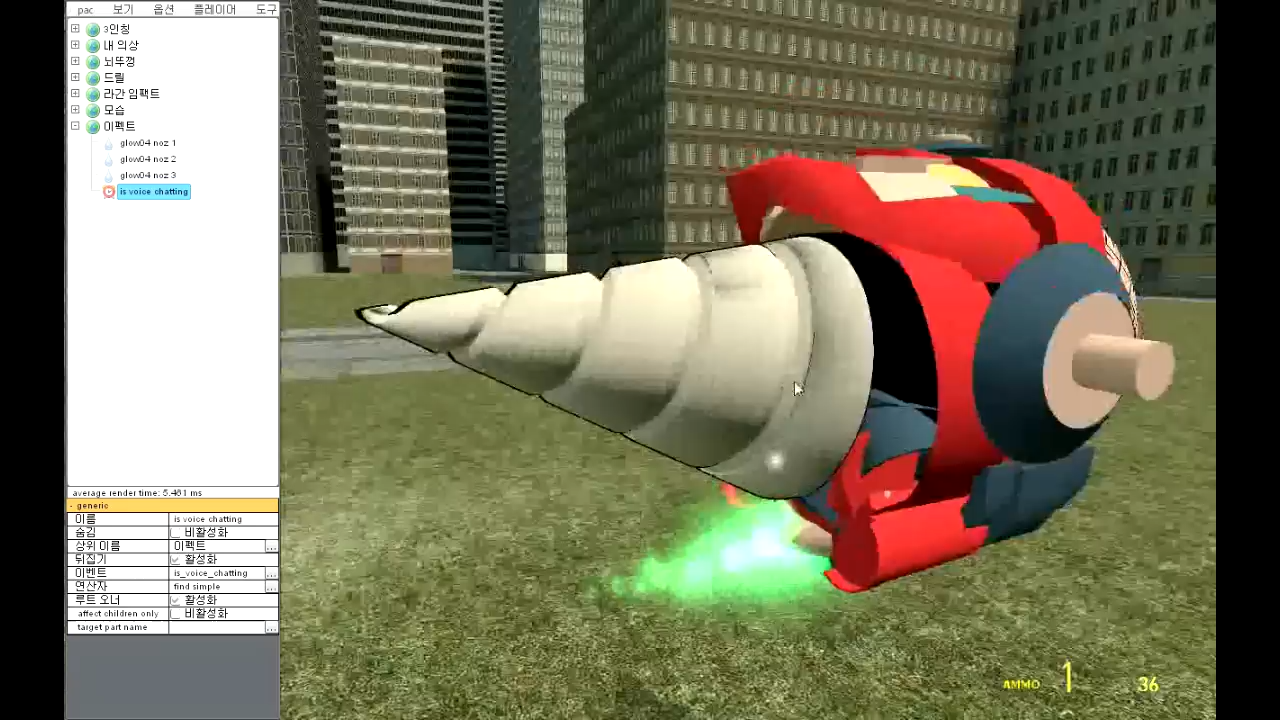 pac 보기 옵션 플레이어 도구
3인칭
내 의상
뇌뚜껑
드릴
라간 임팩트
모습
이펙트
glow04 noz 1
glow04 noz 2
glow04 noz 3
is voice chatting
average render time: 5.461 ms
- generic
이름 is voice chatting
숨김 비활성화
상위 이름 이펙트 ...
뒤집기 활성화
이벤트 is_voice_chatting ...
연산자 find simple ...
루트 오너 활성화
affect children only 비활성화
target part name ...
AMMO 1 36